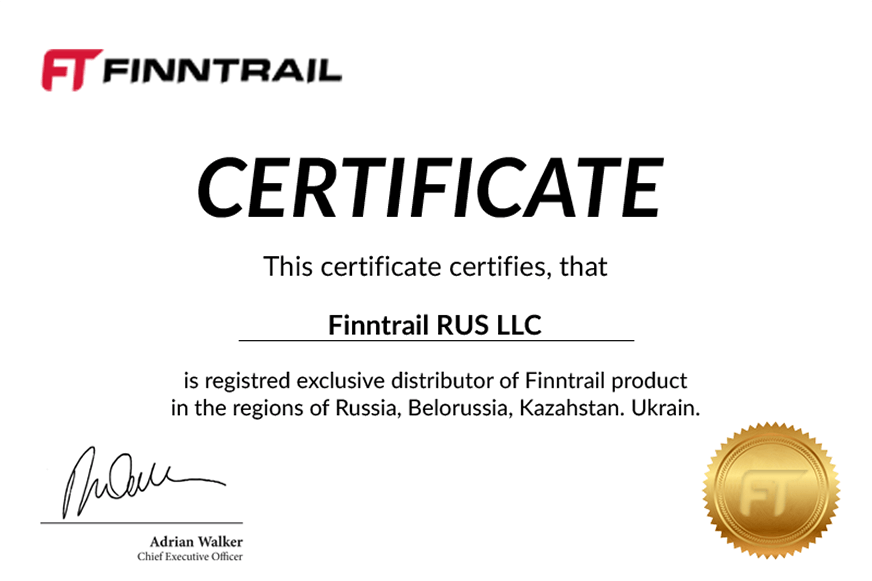 FT FINNTRAIL
CERTIFICATE
This certificate certifies, that
Finntrail RUS LLC
is registred exclusive distributor of Finntrail product
in the regions of Russia, Belorussia, Kazahstan. Ukrain.
FT
Adrian Walker
Chief Executive Officer